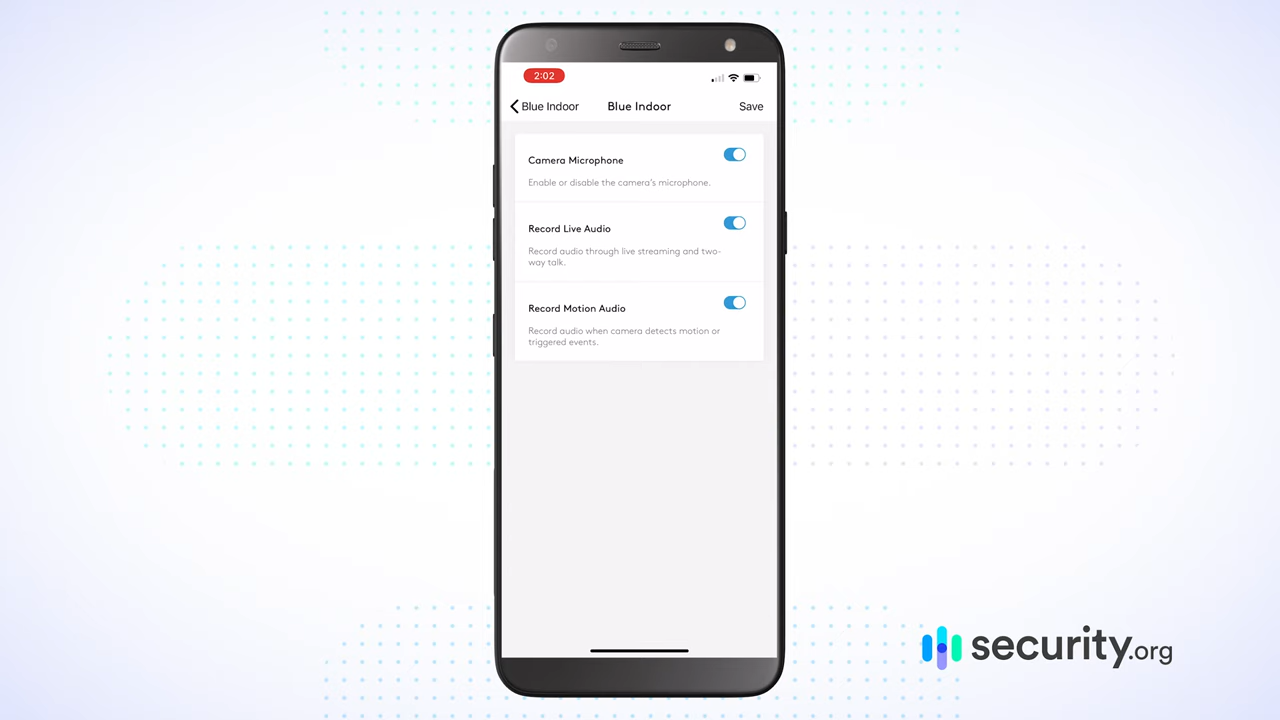 2:02
Blue Indoor
Blue Indoor
Save
Camera Microphone
Enable or disable the camera's microphone.
Record Live Audio
Record audio through live streaming and two-
way talk.
Record Motion Audio
Record audio when camera detects motion or
triggered events.
security.org